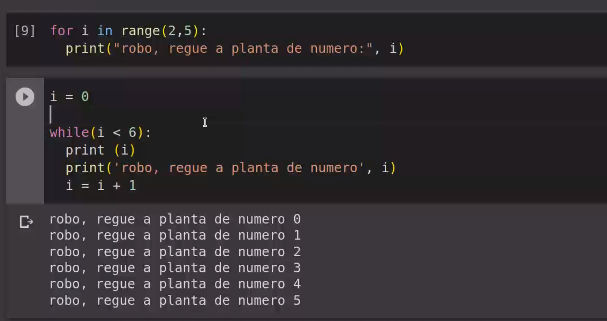 [9] for i in range(2,5):
print("robo, regue a planta de numero:", i)
i = 0
while(i < 6):
print (i)
print('robo, regue a planta de numero', i)
i = i + 1
robo, regue a planta de numero 0
robo, regue a planta de numero 1
robo, regue a planta de numero 2
robo, regue a planta de numero 3
robo, regue a planta de numero 4
robo, regue a planta de numero 5